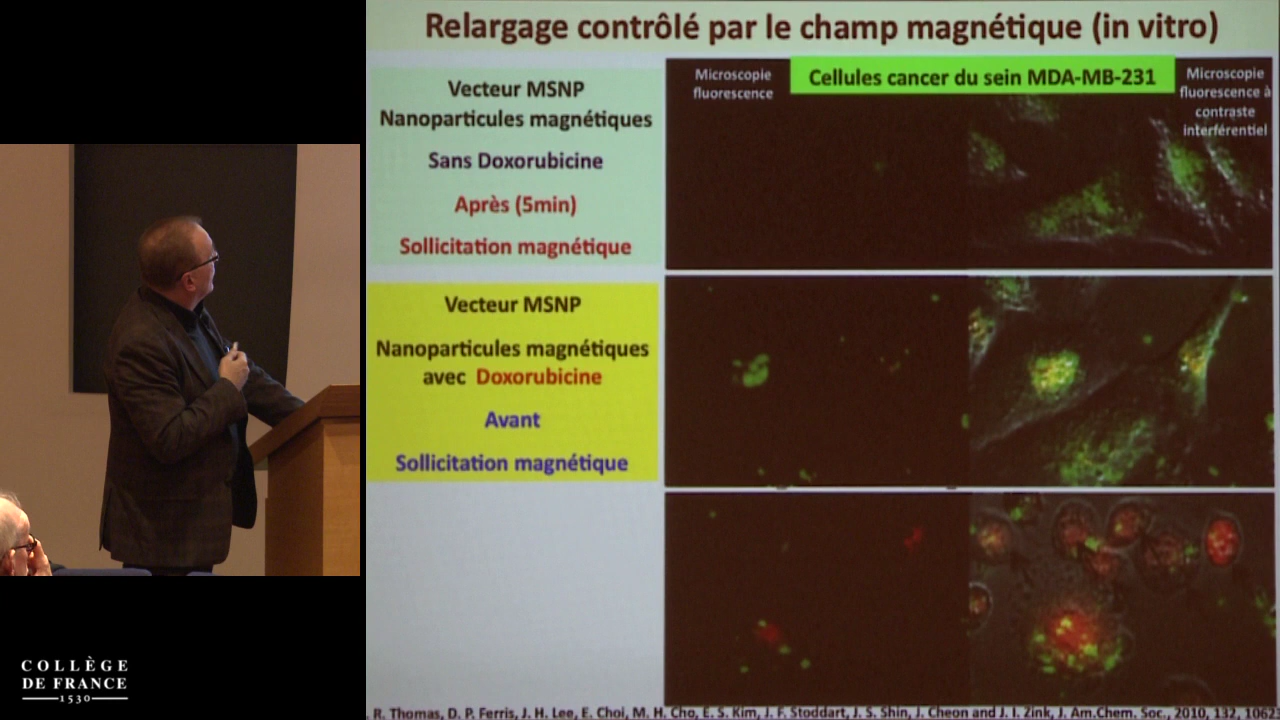 Relargage contrôlé par le champ magnétique (in vitro)
Vecteur MSNP
Nanoparticules magnétiques
Sans Doxorubicine
Après (5min)
Sollicitation magnétique
Microscopie
fluorescence
Cellules cancer du sein MDA-MB-231
Microscopie
fluorescence à
contraste
interférentiel
Vecteur MSNP
Nanoparticules magnétiques
avec Doxorubicine
Avant
Sollicitation magnétique
R. Thomas, D. P. Ferris, J. H. Lee, E. Choi, M. H. Cho, E. S. Kim, J. F. Stoddart, J. S. Shin, J. Cheon and J. I. Zink, J. Am.Chem. Soc., 2010, 132, 1062
COLLÈGE
DE FRANCE
1530